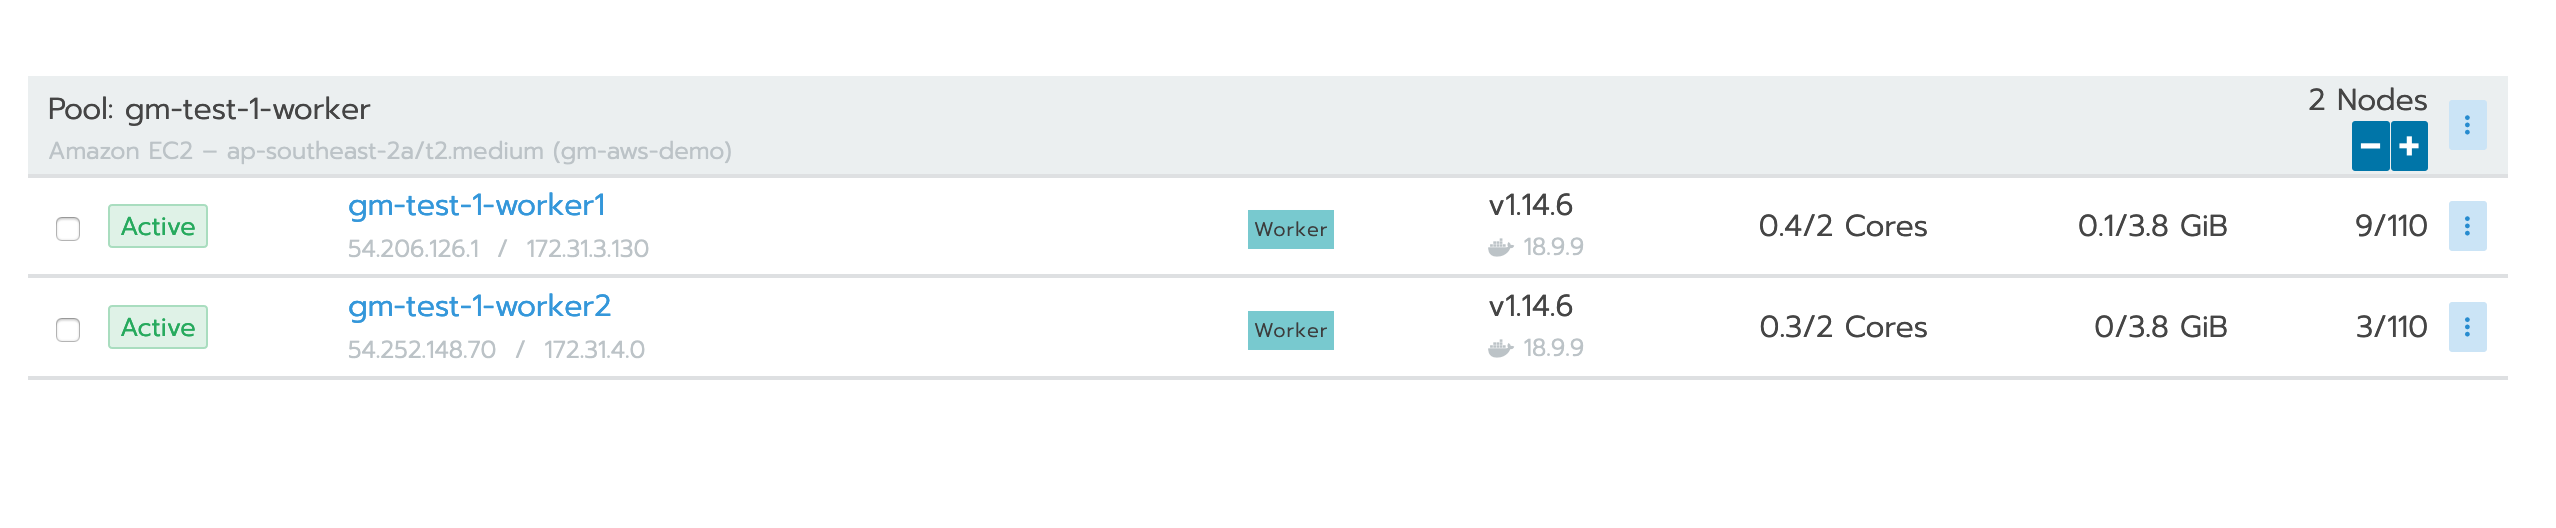 Pool: gm-test-1-worker
2 Nodes
Amazon EC2 – ap-southeast-2a/t2.medium (gm-aws-demo)
Active
gm-test-1-worker1
54.206.126.1 / 172.31.3.130
Worker
v1.14.6
18.9.9
0.4/2 Cores
0.1/3.8 GiB
9/110
Active
gm-test-1-worker2
54.252.148.70 / 172.31.4.0
Worker
v1.14.6
18.9.9
0.3/2 Cores
0/3.8 GiB
3/110